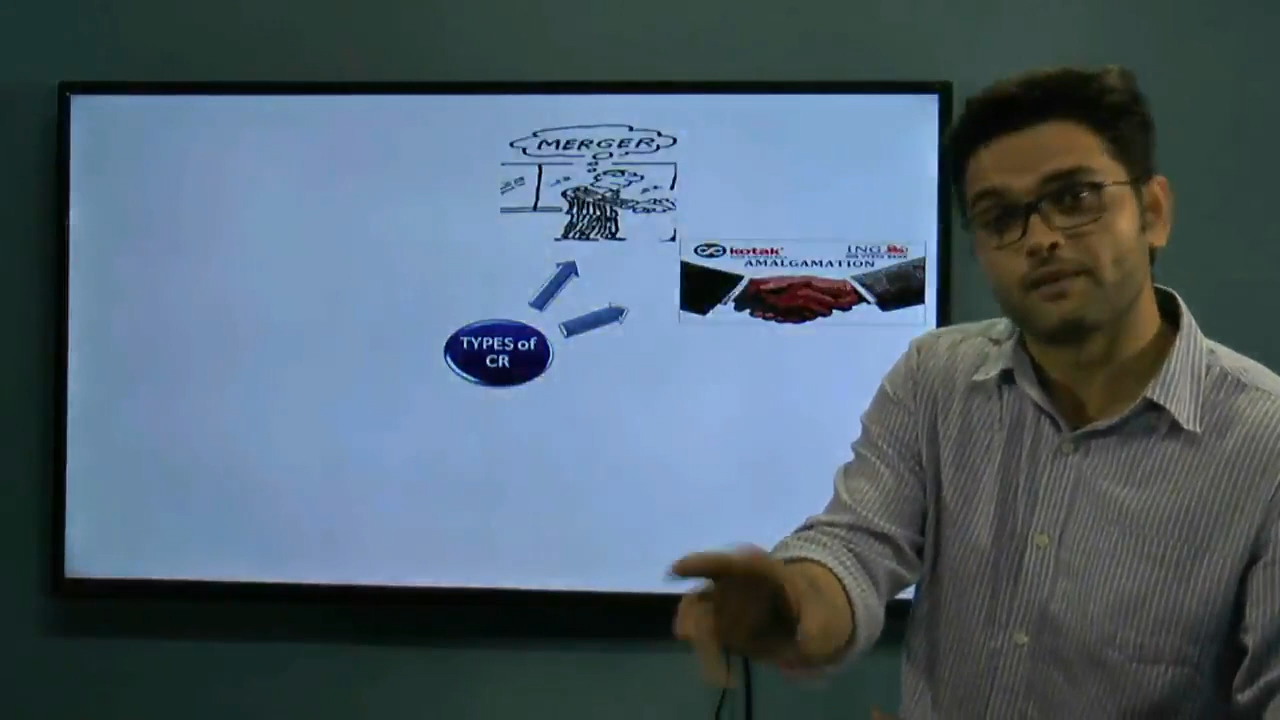 MERGER
kotak
ING
AMALGAMATION
TYPES of
CR